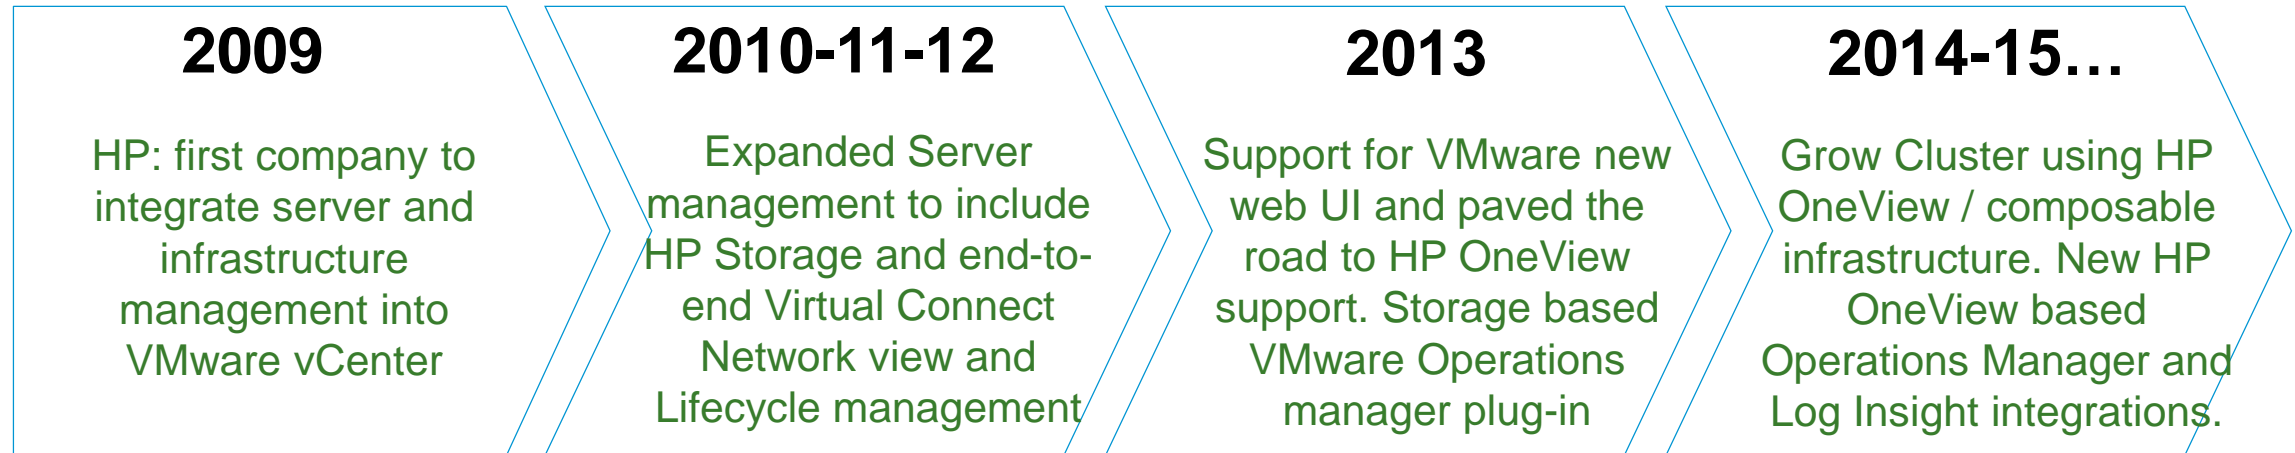 2009
HP: first company to
integrate server and
infrastructure
management into
VMware vCenter
2010-11-12
Expanded Server
management to include
HP Storage and end-to-
end Virtual Connect
Network view and
Lifecycle management
2013
Support for VMware new
web UI and paved the
road to HP OneView
support. Storage based
VMware Operations
manager plug-in
2014-15…
Grow Cluster using HP
OneView / composable
infrastructure. New HP
OneView based
Operations Manager and
Log Insight integrations.